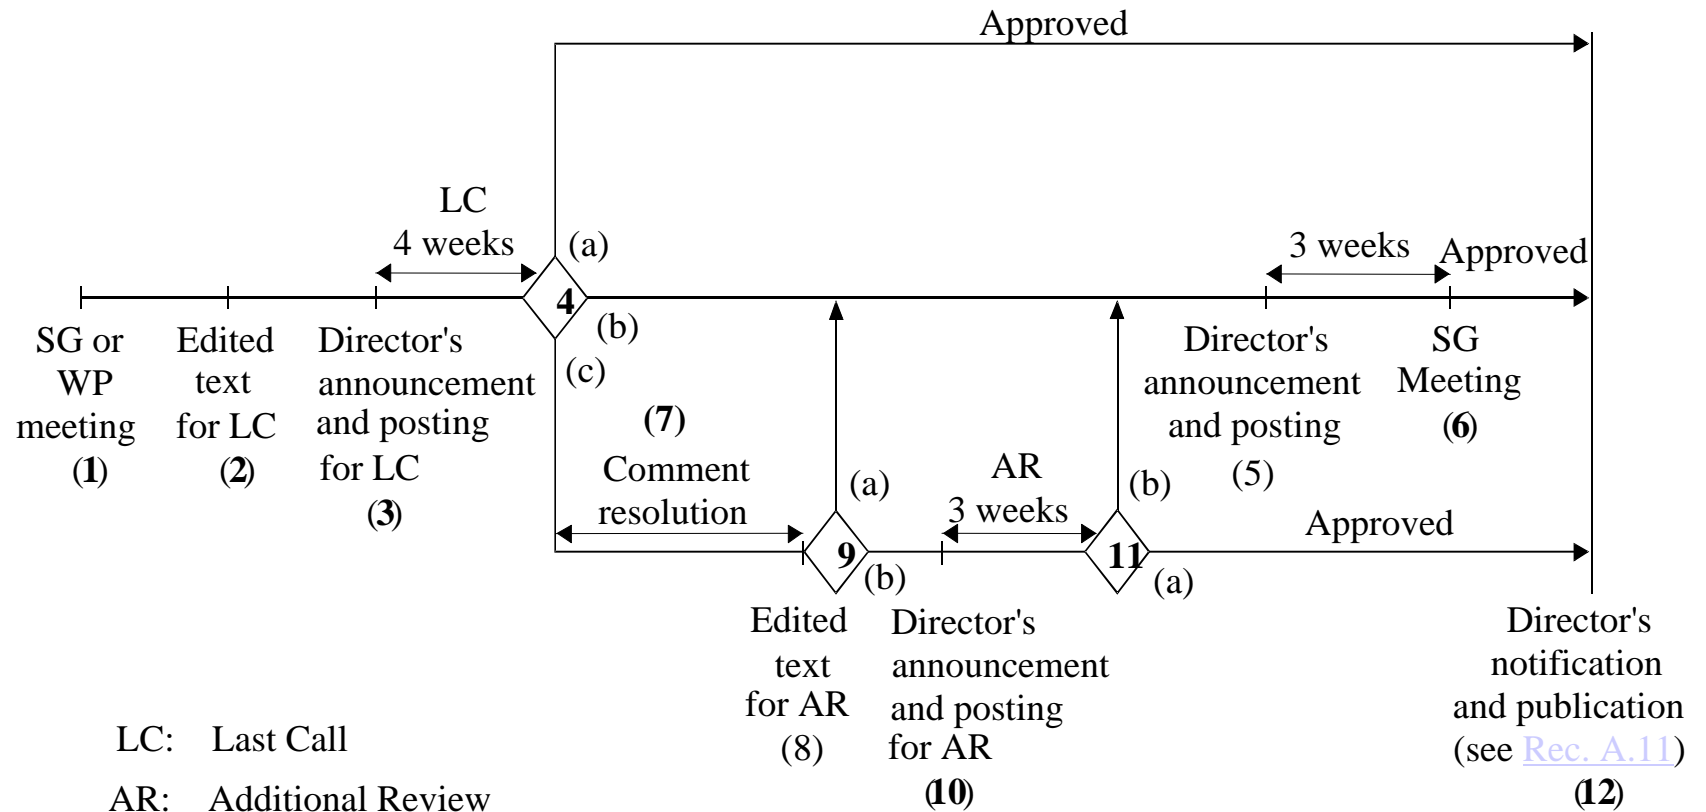 Approved
LC
4 weeks
(a)
3 weeks
Approved
4
(b)
(c)
SG or
WP
meeting
(1)
Edited
text
for LC
(2)
Director's
announcement
and posting
for LC
(3)
(7)
Comment
resolution
Director's
announcement
and posting
(5)
SG
Meeting
(6)
(a)
AR
3 weeks
(b)
Approved
9
(b)
11
(a)
Edited
text
for AR
(8)
Director's
announcement
and posting
for AR
(10)
Director's
notification
and publication
(see Rec. A.11)
(12)
LC: Last Call
AR: Additional Review